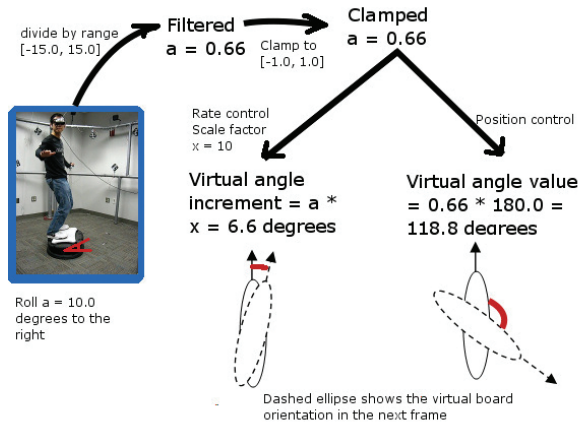 divide by range
[-15.0, 15.0]
Filtered
a = 0.66
Clamp to
[-1.0, 1.0]
Clamped
a = 0.66
Rate control
Scale factor
x = 10
Position control
Virtual angle
increment = a *
x = 6.6 degrees
Virtual angle value
= 0.66 * 180.0 =
118.8 degrees
Roll a = 10.0
degrees to the
right
Dashed ellipse shows the virtual board
orientation in the next frame